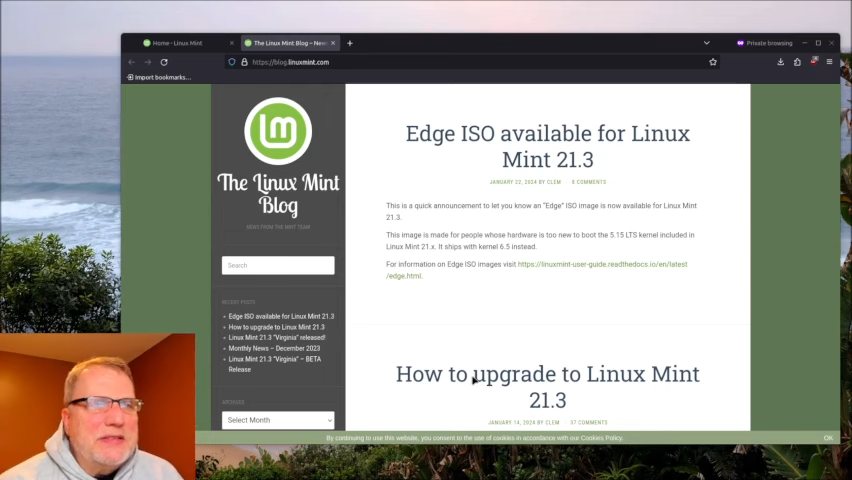 Home - Linux Mint
The Linux Mint Blog – New
Private browsing
https://blog.linuxmint.com
Import bookmarks...
lm
The Linux Mint
Blog
NEWS FROM THE MINT TEAM
Search
RECENT POSTS
Edge ISO available for Linux Mint 21.3
How to upgrade to Linux Mint 21.3
Linux Mint 21.3 "Virginia" released!
Monthly News – December 2023
Linux Mint 21.3 "Virginia" – BETA
Release
ARCHIVES
Select Month
Edge ISO available for Linux
Mint 21.3
JANUARY 22, 2024 BY CLEM
COMMENTS
This is a quick announcement to let you know an "Edge" ISO image is now available for Linux Mint
21.3.
This image is made for people whose hardware is too new to boot the 5.15 LTS kernel included in
Linux Mint 21.x. It ships with kernel 6.5 instead.
For information on Edge ISO images visit https://linuxmint-user-guide.readthedocs.io/en/latest
/edge.html.
How to upgrade to Linux Mint
21.3
JANUARY 14, 2024 BY CLEM
37 COMMENTS
By continuing to use this website, you consent to the use of cookies in accordance with our Cookies Policy.
OK